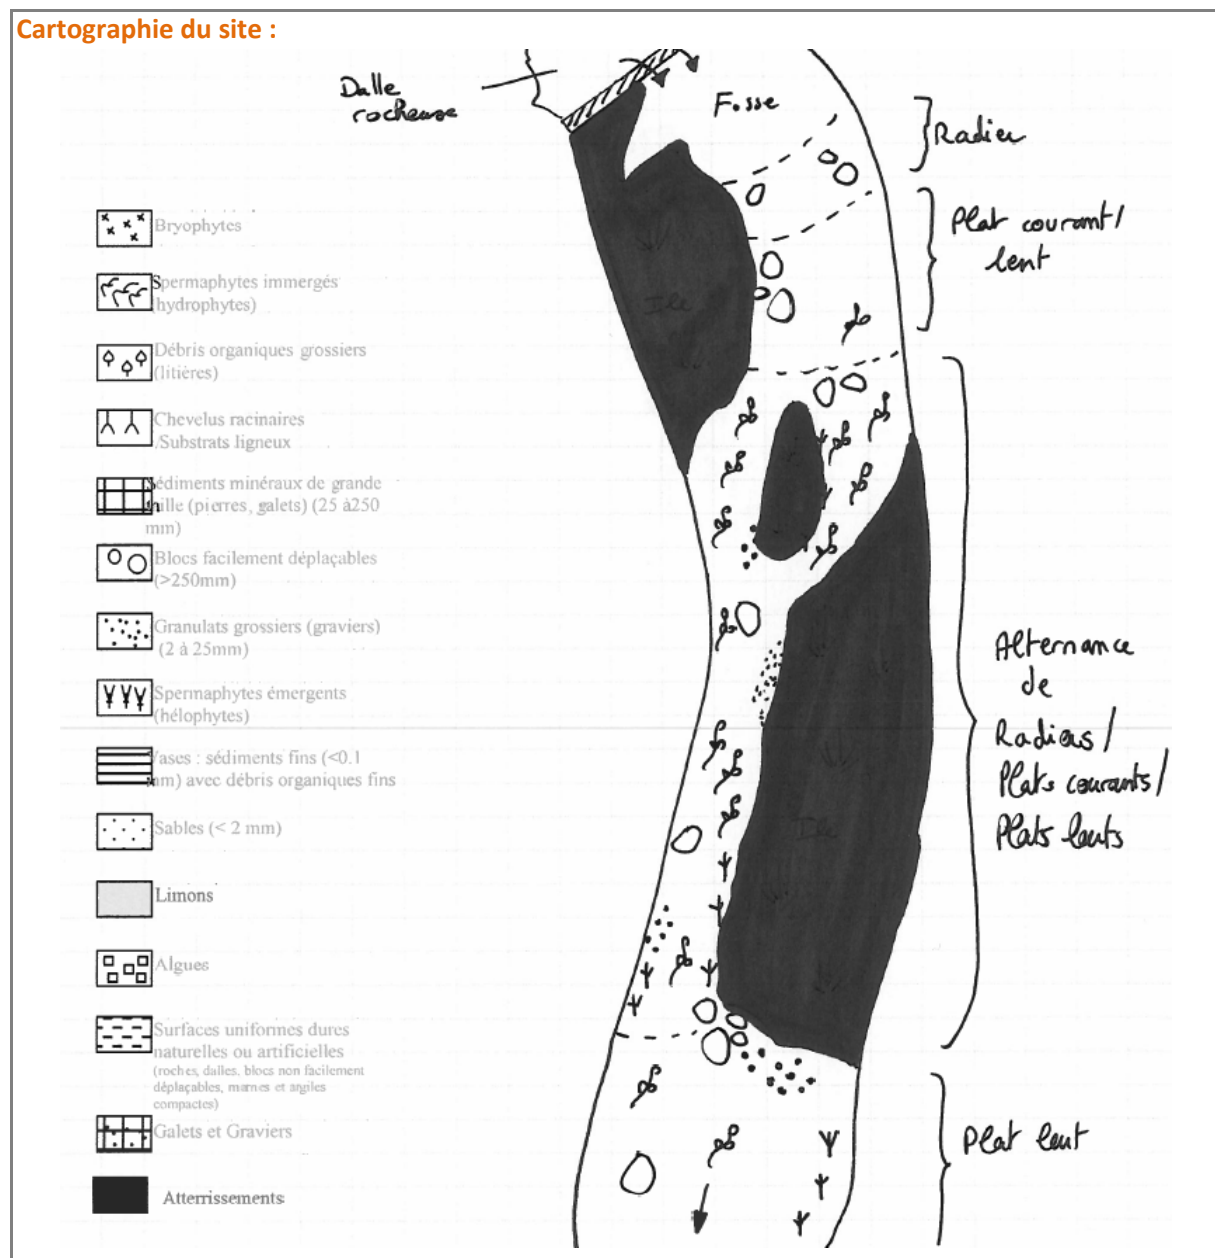 Cartographie du site :
Dalle
rocheuse
Fosse
Radier
Plat courant/
lent
Ile
Alternance
de
Radiers/
Plats courants/
Plats lents
Ile
Plat lent
Bryophytes
Spermaphytes immergés
(hydrophytes)
Débris organiques grossiers
(litières)
Chevelus racinaires
/Substrats ligneux
Sédiments minéraux de grande
taille (pierres, galets) (25 à250
mm)
Blocs facilement déplaçables
(>250mm)
Granulats grossiers (graviers)
(2 à 25mm)
Spermaphytes émergents
(hélophytes)
Vases : sédiments fins (<0.1
mm) avec débris organiques fins
Sables (< 2 mm)
Limons
Algues
Surfaces uniformes dures
naturelles ou artificielles
(roches, dalles, blocs non facilement
déplaçables, marnes et argiles
compactes)
Galets et Graviers
Atterrissements